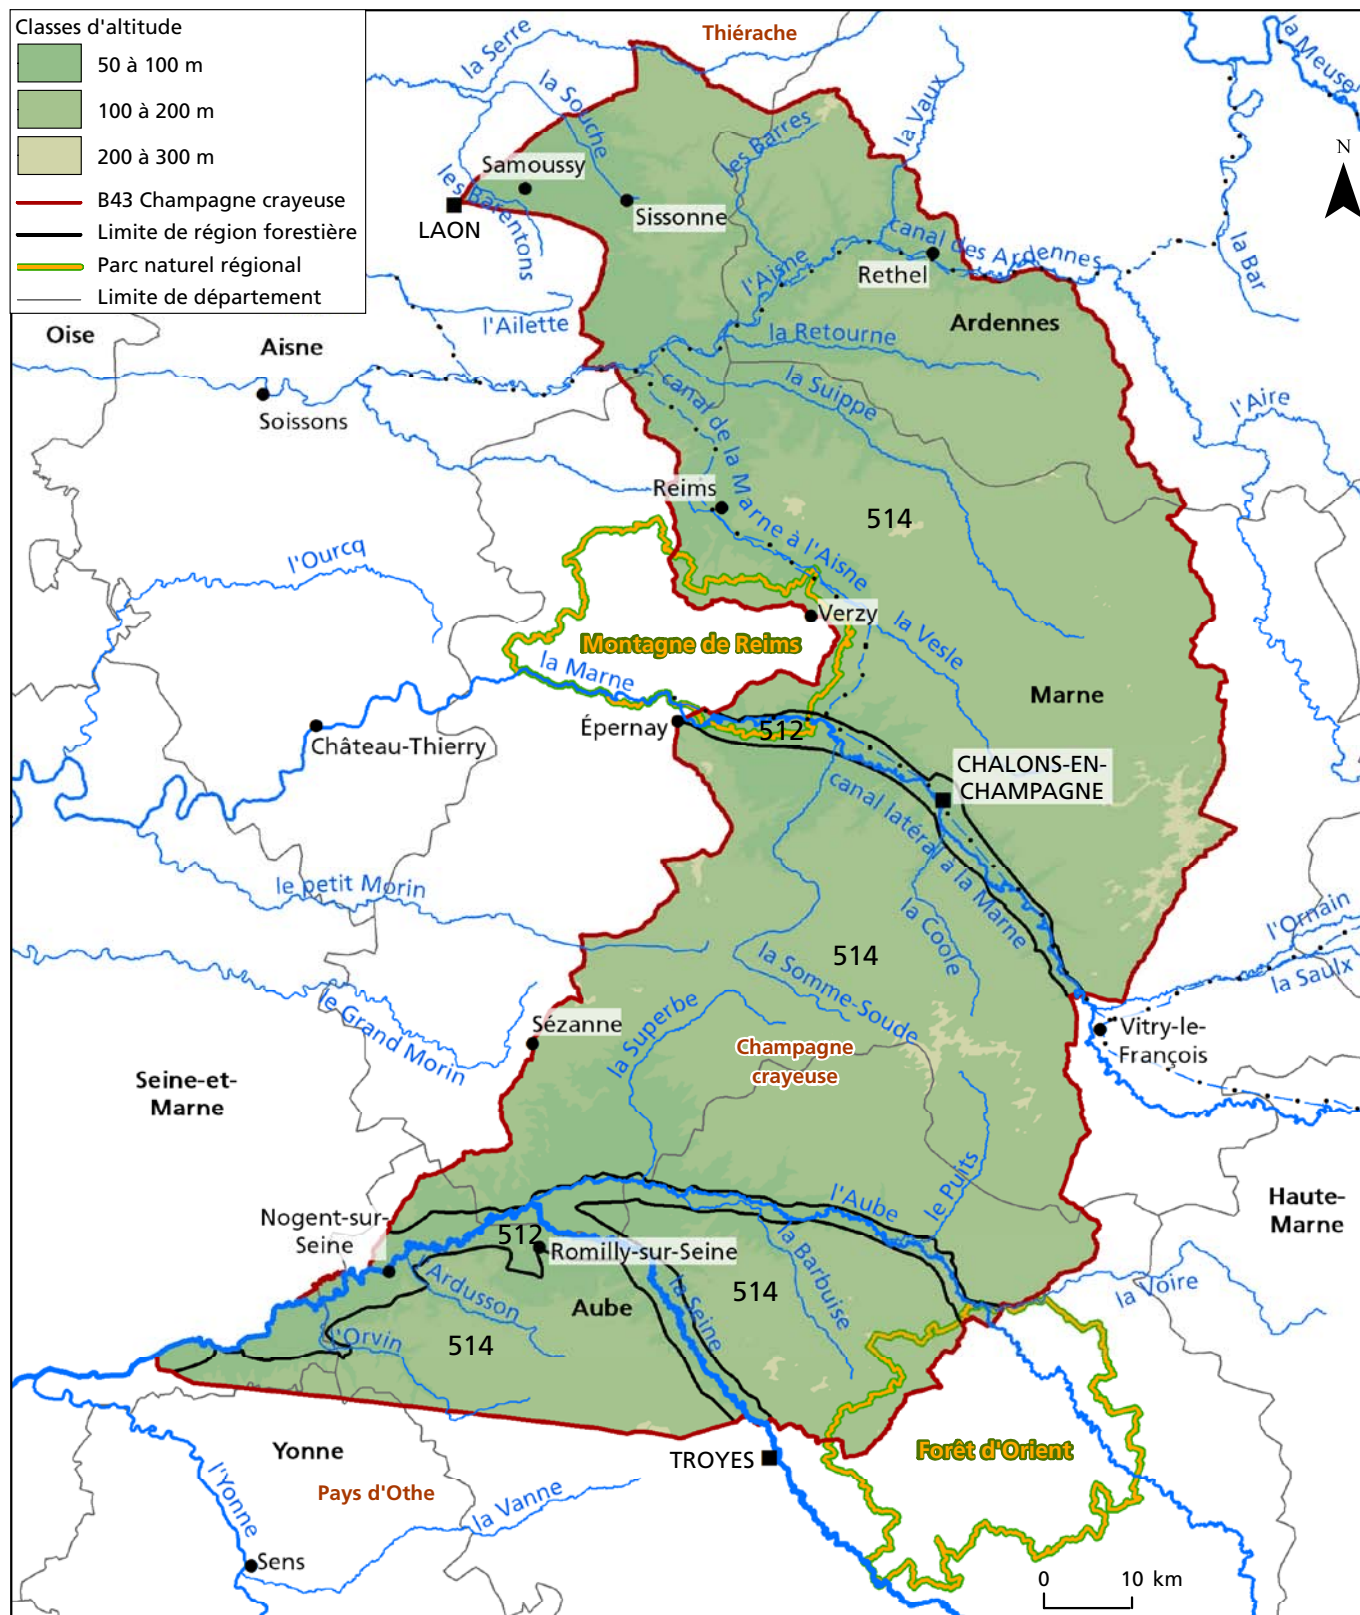 Classes d'altitude
50 à 100 m
100 à 200 m
200 à 300 m
B43 Champagne crayeuse
Limite de région forestière
Parc naturel régional
Limite de département
Thiérache
la Serre
la Souche
la Vaux
la Meuse
N
les Barres
Samoussy
les Barentons
Sissonne
LAON
canal des Ardennes
la Bar
Rethel
l'Aisne
l'Ailette
Ardennes
Oise
Aisne
la Retourne
la Suippe
l'Aire
Soissons
canal de la Marne à l'Aisne
Reims
514
l'Ourcq
Verzy
la Vesle
Montagne de Reims
la Marne
Marne
Épernay
512
Château-Thierry
CHALONS-EN-
CHAMPAGNE
canal latéral à la Marne
le petit Morin
la Coole
l'Ornain
514
la Somme-Soude
la Saulx
le Grand Morin
Sézanne
la Superbe
Vitry-le-
François
Champagne
crayeuse
Seine-et-
Marne
le Puits
l'Aube
Haute-
Marne
Nogent-sur-
Seine
512
Romilly-sur-Seine
la Barbuise
l'Ardusson
la Seine
514
la Voire
Aube
l'Orvin
514
Yonne
TROYES
Forêt d'Orient
l'Yonne
Pays d'Othe
la Vanne
Sens
0 10 km